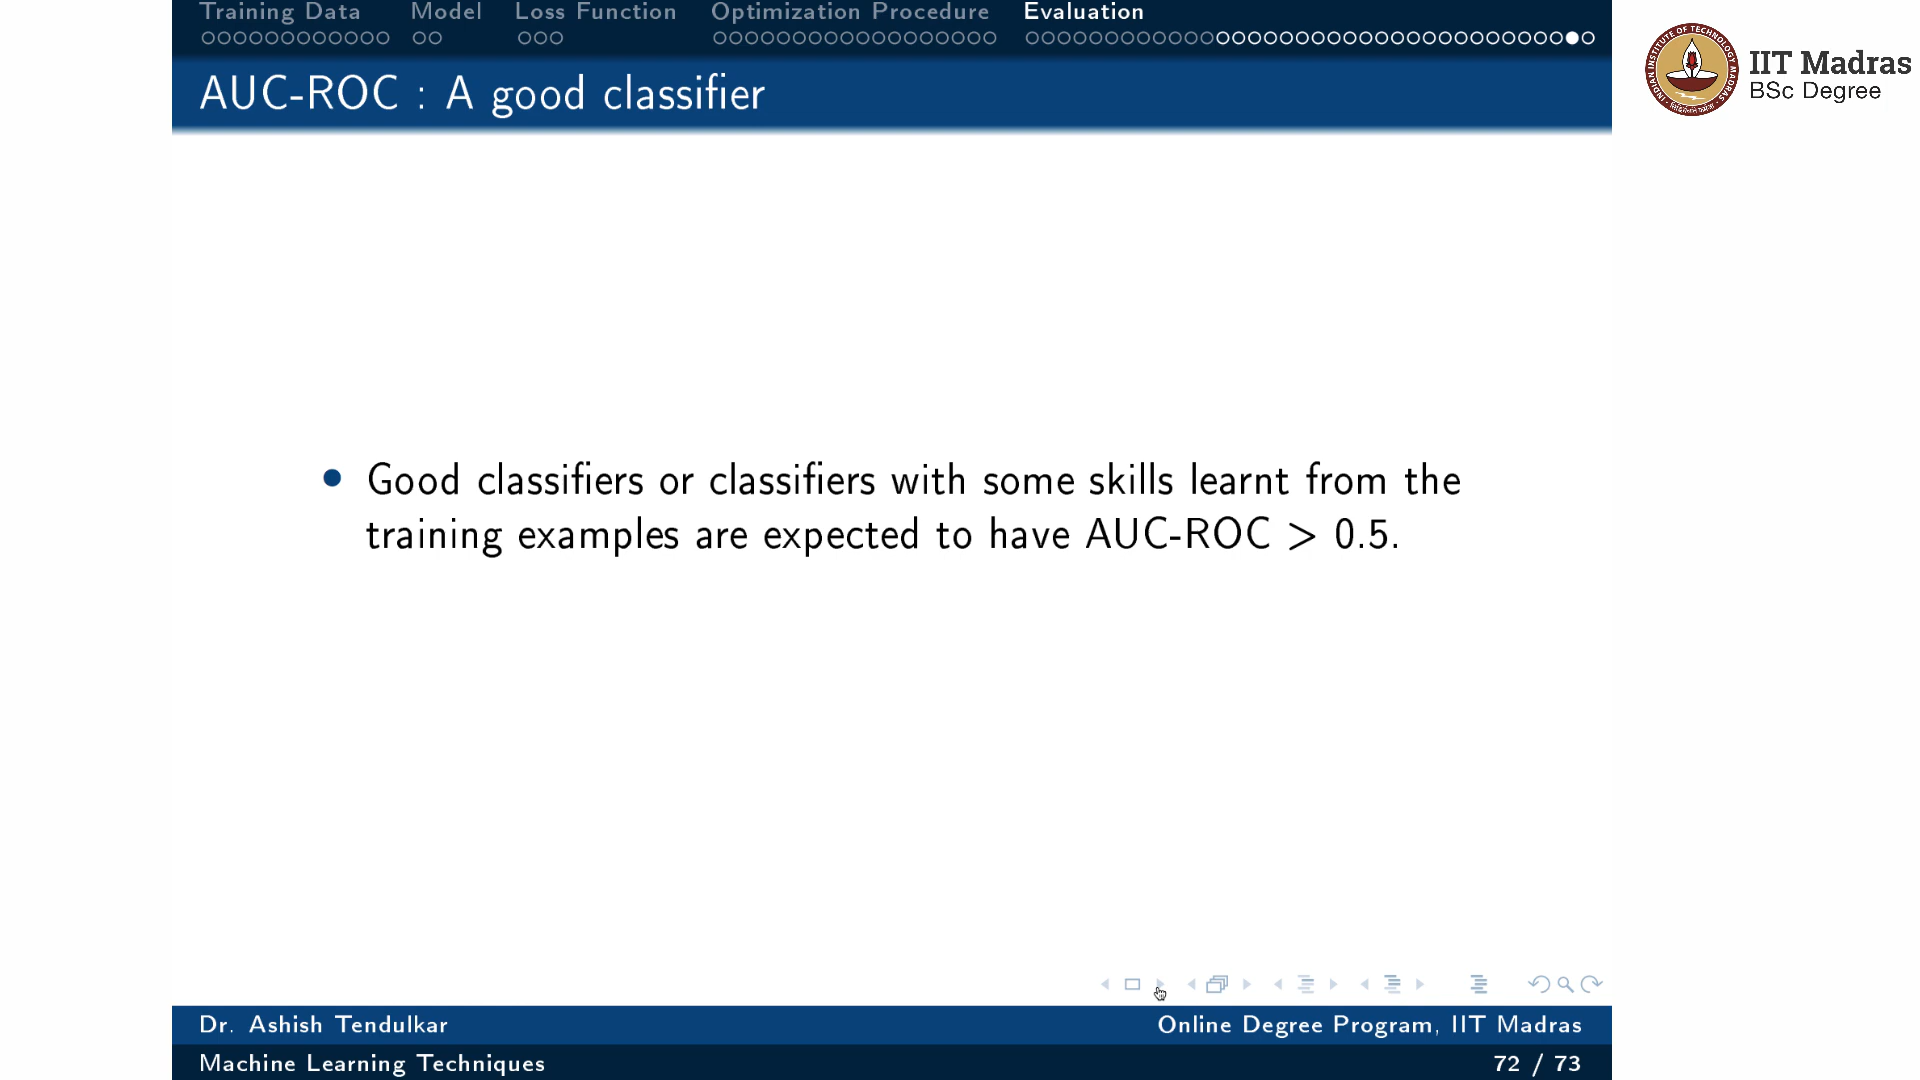 Training Data Model Loss Function Optimization Procedure Evaluation
IIT Madras
BSc Degree
AUC-ROC : A good classifier
• Good classifiers or classifiers with some skills learnt from the
training examples are expected to have AUC-ROC > 0.5.
Dr. Ashish Tendulkar Online Degree Program, IIT Madras
Machine Learning Techniques 72 / 73